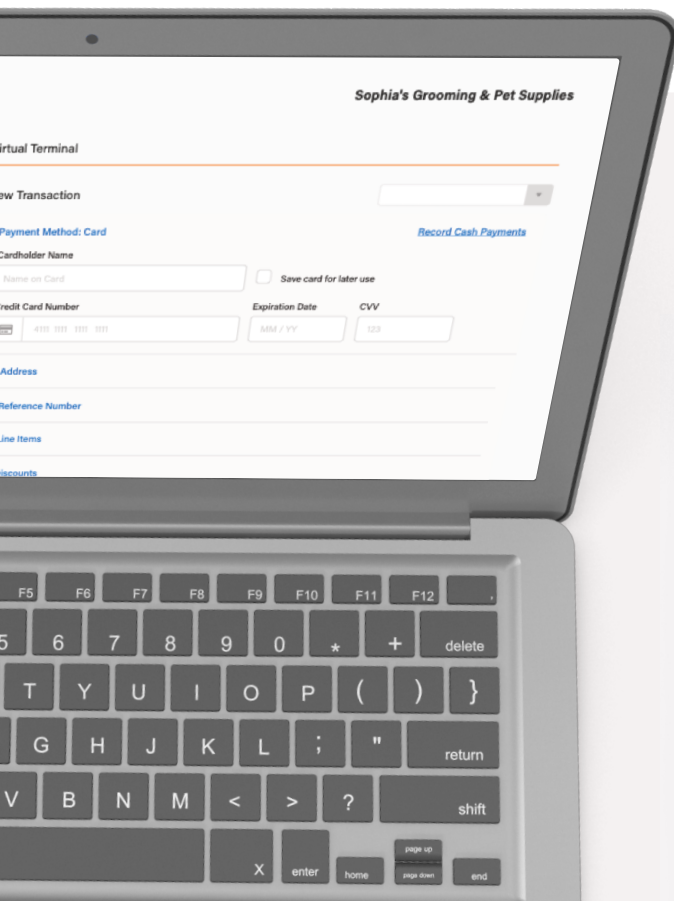 Sophia's Grooming & Pet Supplies
irtual Terminal
ew Transaction
Payment Method: Card
Record Cash Payments
Cardholder Name
Name on Card
Save card for later use
redit Card Number
Expiration Date
CVV
4111 1111 1111 1111
MM / YY
123
Address
Reference Number
Line Items
iscounts
F5 F6 F7 F8 F9 F10 F11 F12 ,
5 6 7 8 9 0 * + delete
T Y U I O P ( ) }
G H J K L ; " return
V B N M < > ? shift
page up
X enter home page down end